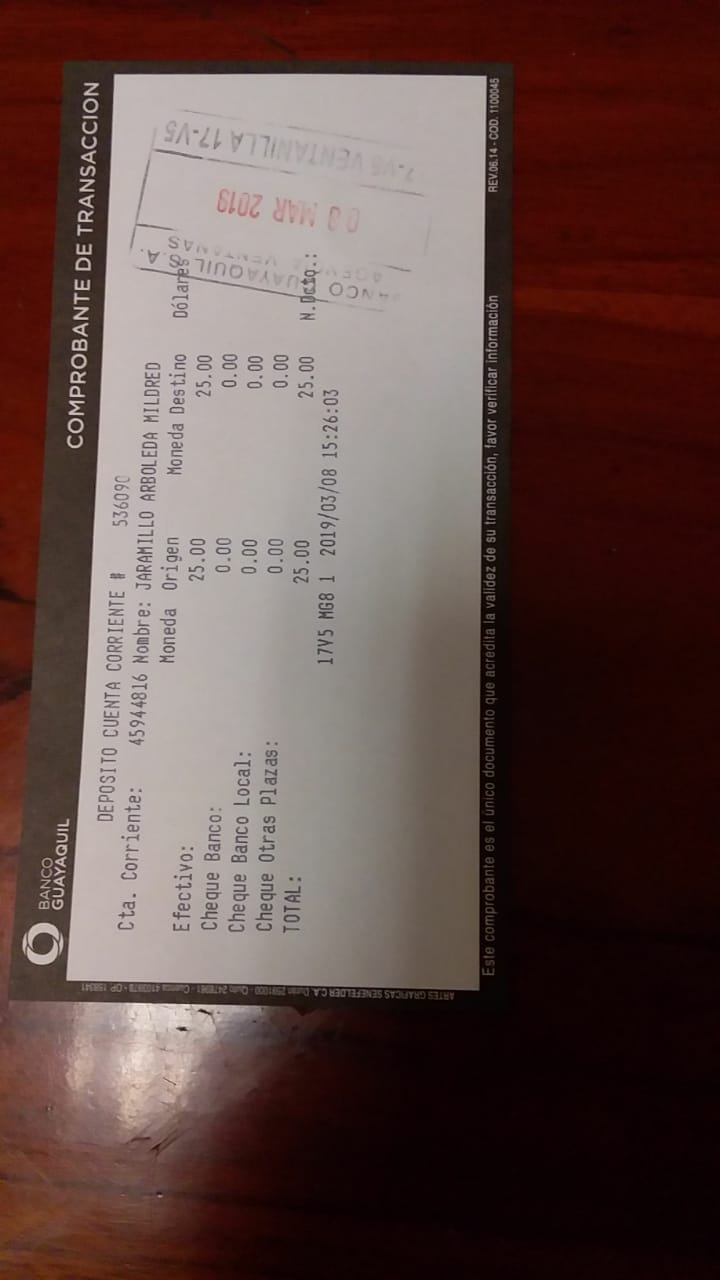 BANCO
GUAYAQUIL
COMPROBANTE DE TRANSACCION
DEPOSITO CUENTA CORRIENTE # 536090
Cta. Corriente: 45944816 Nombre: JARAMILLO ARBOLEDA MILDRED
Moneda Origen Moneda Destino Dólares
Efectivo: 25.00 25.00
Cheque Banco: 0.00 0.00
Cheque Banco Local: 0.00 0.00
Cheque Otras Plazas: 0.00 0.00
TOTAL: 25.00 25.00 N.Dcto.:
17V5 MG8 1 2019/03/08 15:26:03
BANCO GUAYAQUIL S.A.
AGENCIA VENTANAS
08 MAR 2019
VENTANILLA 17-V5
Este comprobante es el único documento que acredita la validez de su transacción, favor verificar información
REV.06.14 - COD. 1100045
ARTES GRAFICAS SENEFELDER C.A. Durán